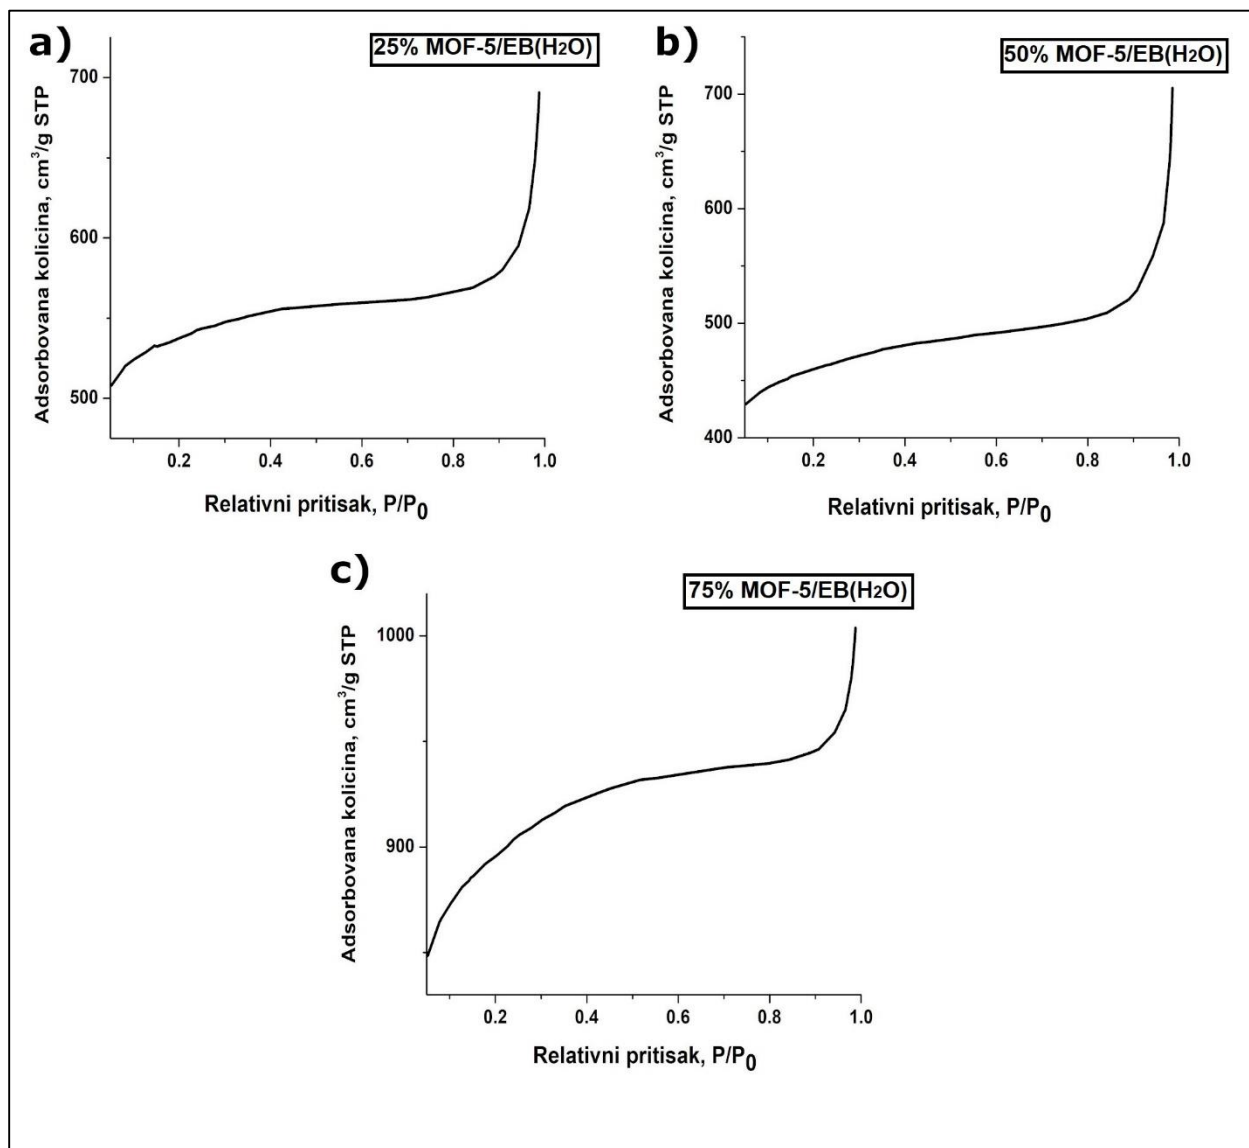 a)
25% MOF-5/EB(H2O)
Adsorbovana kolicina, cm³/g STP
700
600
500
0.2 0.4 0.6 0.8 1.0
Relativni pritisak, P/P0
b)
50% MOF-5/EB(H2O)
Adsorbovana kolicina, cm³/g STP
700
600
500
400
0.2 0.4 0.6 0.8 1.0
Relativni pritisak, P/P0
c)
75% MOF-5/EB(H2O)
Adsorbovana kolicina, cm³/g STP
1000
900
0.2 0.4 0.6 0.8 1.0
Relativni pritisak, P/P0